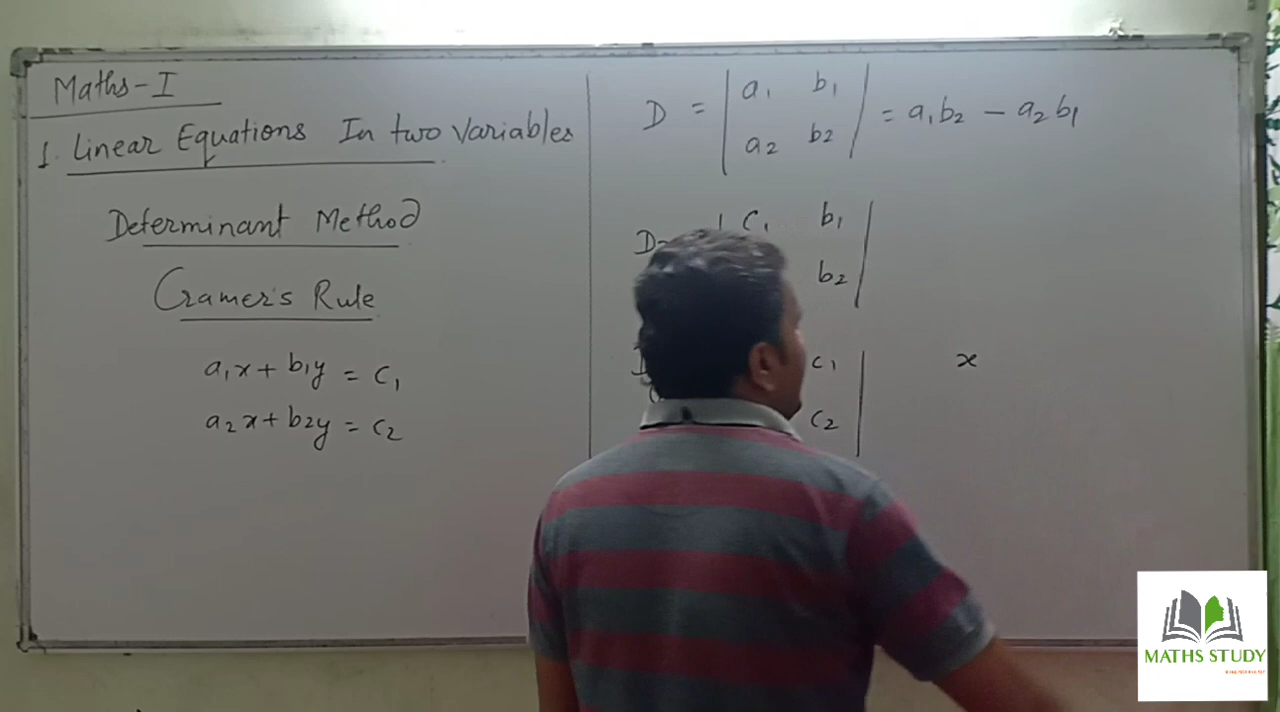 Maths-I
1. Linear Equations In two Variables
Determinant Method
Cramer's Rule
a₁x + b₁y = c₁
a₂x + b₂y = c₂
D = | a₁ b₁ | = a₁b₂ − a₂b₁
| a₂ b₂ |
D C₁ b₁ |
b₂ |
c₁ |
c₂ |
x
MATHS STUDY